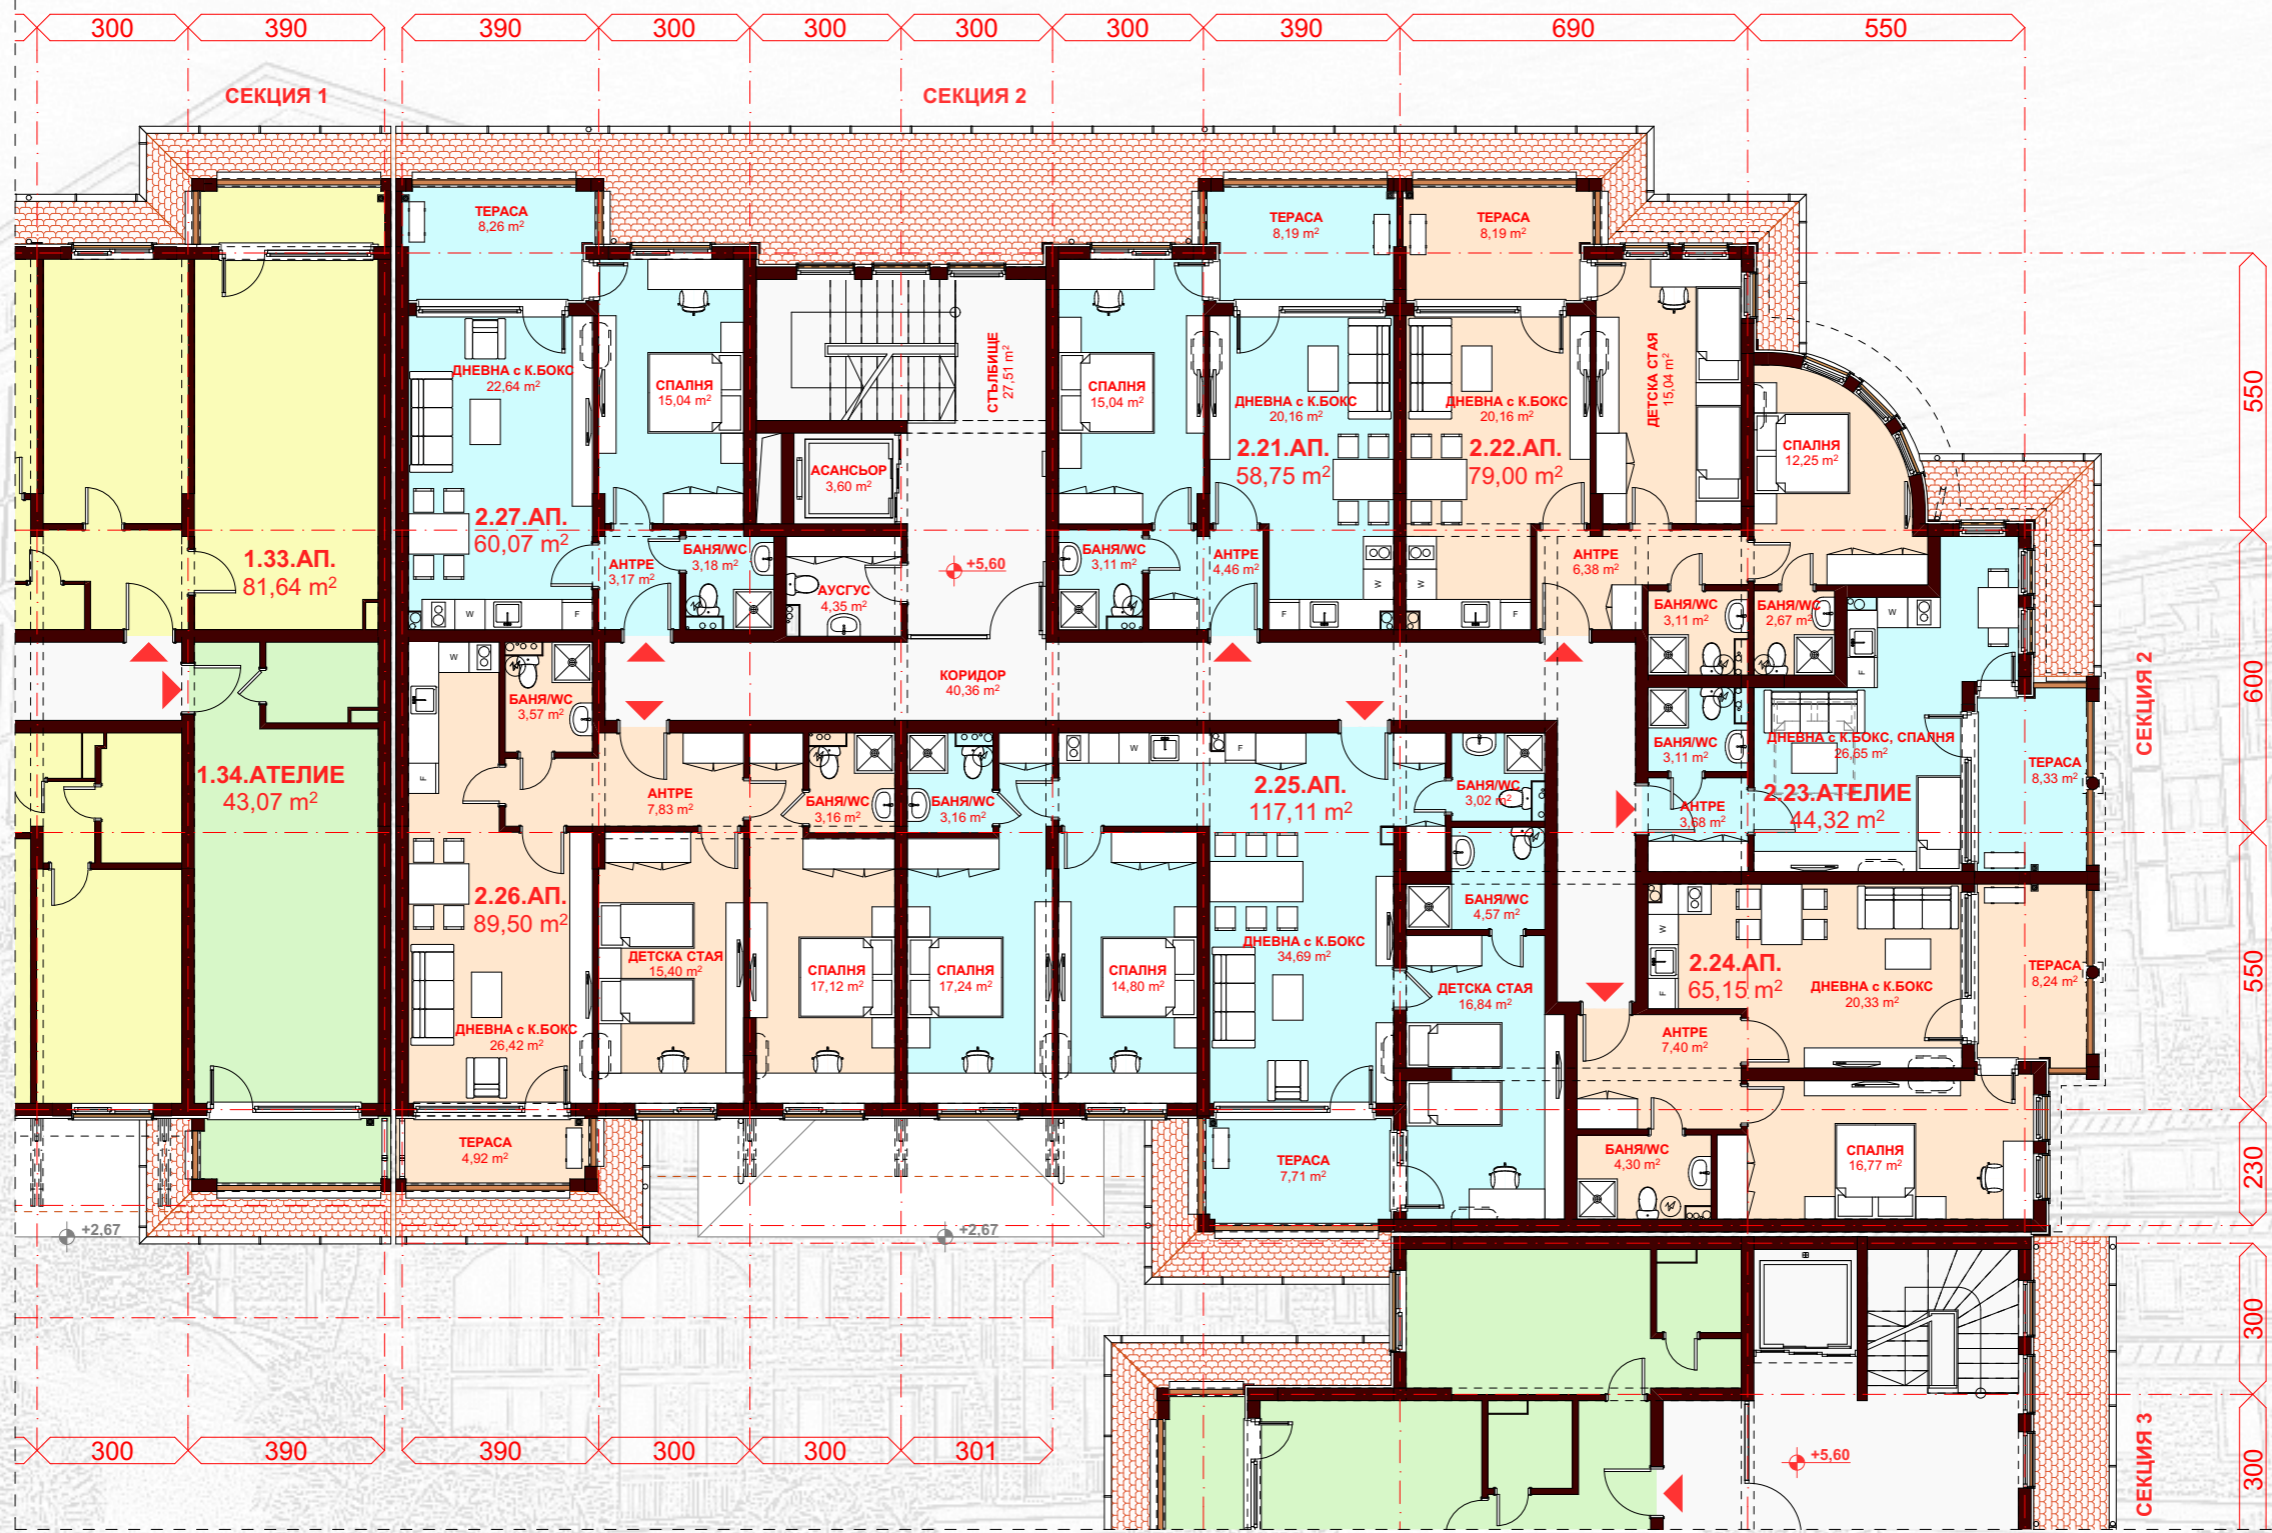 300 390 390 300 300 300 300 390 690 550
СЕКЦИЯ 1
СЕКЦИЯ 2
ТЕРАСА
8,26 m²
ТЕРАСА
8,19 m²
ТЕРАСА
8,19 m²
ДНЕВНА с К.БОКС
22,64 m²
СПАЛНЯ
15,04 m²
СТЪЛБИЩЕ
27,51 m²
СПАЛНЯ
15,04 m²
ДНЕВНА с К.БОКС
20,16 m²
2.21.АП.
58,75 m²
ДНЕВНА с К.БОКС
20,16 m²
2.22.АП.
79,00 m²
ДЕТСКА СТАЯ
15,04 m²
СПАЛНЯ
12,25 m²
550
АСАНСЬОР
3,60 m²
2.27.АП.
60,07 m²
1.33.АП.
81,64 m²
АНТРЕ
3,17 m²
БАНЯ/WC
3,18 m²
АУСГУС
4,35 m²
+5,60
БАНЯ/WC
3,11 m²
АНТРЕ
4,46 m²
АНТРЕ
6,38 m²
БАНЯ/WC
3,11 m²
БАНЯ/WC
2,67 m²
W
F
F
W
W
F
W
F
600
КОРИДОР
40,36 m²
W
F
БАНЯ/WC
3,57 m²
W
F
БАНЯ/WC
3,11 m²
ДНЕВНА с К.БОКС, СПАЛНЯ
26,65 m²
2.23.АТЕЛИЕ
44,32 m²
ТЕРАСА
8,33 m²
СЕКЦИЯ 2
1.34.АТЕЛИЕ
43,07 m²
АНТРЕ
7,83 m²
БАНЯ/WC
3,16 m²
БАНЯ/WC
3,16 m²
2.25.АП.
117,11 m²
БАНЯ/WC
3,02 m²
АНТРЕ
3,68 m²
2.26.АП.
89,50 m²
БАНЯ/WC
4,57 m²
ДЕТСКА СТАЯ
15,40 m²
СПАЛНЯ
17,12 m²
СПАЛНЯ
17,24 m²
СПАЛНЯ
14,80 m²
ДНЕВНА с К.БОКС
34,69 m²
ДЕТСКА СТАЯ
16,84 m²
W
F
2.24.АП.
65,15 m²
ДНЕВНА с К.БОКС
20,33 m²
ТЕРАСА
8,24 m²
550
ДНЕВНА с К.БОКС
26,42 m²
АНТРЕ
7,40 m²
ТЕРАСА
4,92 m²
ТЕРАСА
7,71 m²
БАНЯ/WC
4,30 m²
СПАЛНЯ
16,77 m²
230
+2,67
+2,67
300
СЕКЦИЯ 3
+5,60
300
300 390 390 300 300 301